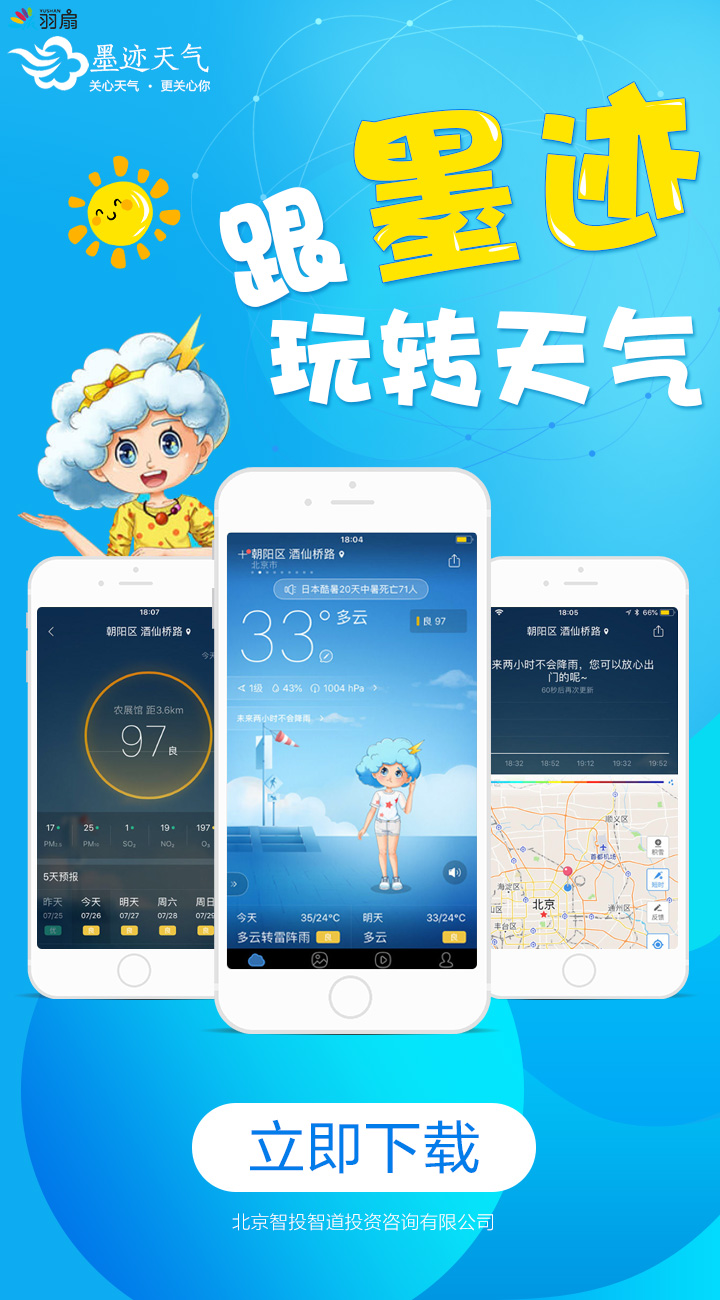 YUSHAN
羽扇
墨迹天气
关心天气 · 更关心你
跟墨迹
玩转天气
18:04
朝阳区 酒仙桥路
北京市
日本酷暑20天中暑死亡71人
33° 多云
良 97
1级 43% 1004 hPa >
未来两小时不会降雨 >
»
今天 35/24°C
多云转雷阵雨 良
明天 33/24°C
多云 良
18:07
朝阳区 酒仙桥路
今天
农展馆 距3.6km
97良
17 25 1 19 197
PM2.5 PM10 SO₂ NO₂ O₃
5天预报
昨天 今天 明天 周六 周日
07/25 07/26 07/27 07/28 07/29
优 良 良 良 良
18:05
66%
朝阳区 酒仙桥路
来两小时不会降雨，您可以放心出
门的呢~
60秒后再次更新
18:32 18:52 19:12 19:32 19:52
顺义区
首都机场
海淀区
北京
通州区
丰台区
山区
积雪
短时
反馈
立即下载
北京智投智道投资咨询有限公司